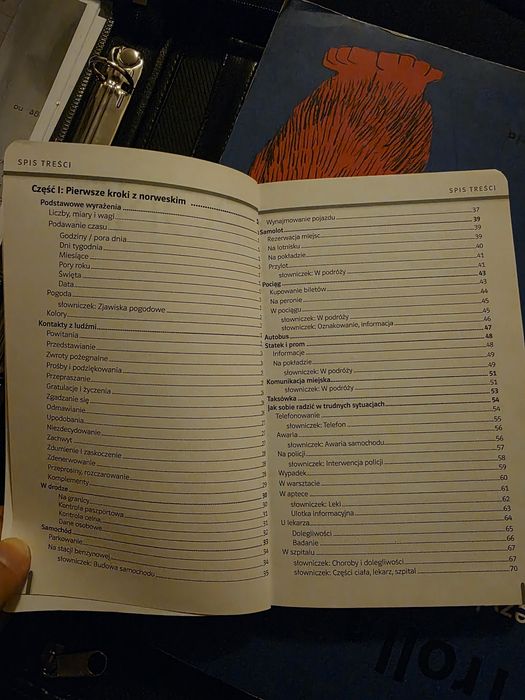 SPIS TREŚCI
Część I: Pierwsze kroki z norweskim
Podstawowe wyrażenia
Liczby, miary i wagi
Podawanie czasu
Godziny / pora dnia
Dni tygodnia
Miesiące
Pory roku
Święta
Data
Pogoda
słowniczek: Zjawiska pogodowe
Kolory
Kontakty z ludźmi
Powitania
Przedstawianie
Zwroty pożegnalne
Prośby i podziękowania
Przepraszanie
Gratulacje i życzenia
Zgadzanie się
Odmawianie
Upodobania
Niezdecydowanie
Zachwyt
Zdumienie i zaskoczenie
Zdenerwowanie
Przeprosiny, rozczarowanie
Komplementy
W drodze
Na granicy
Kontrola paszportowa
Kontrola celna
Dane osobowe
Samochód
Parkowanie
Na stacji benzynowej
słowniczek: Budowa samochodu 35
SPIS TREŚCI
Wynajmowanie pojazdu 37
Samolot 39
Rezerwacja miejsc 39
Na lotnisku 39
Na pokładzie 40
Przylot 41
słowniczek: W podróży 41
Pociąg 43
Kupowanie biletów 43
Na peronie 44
W pociągu 45
słowniczek: W podróży 45
słowniczek: Oznakowanie, informacja 46
Autobus 47
Statek i prom 48
Informacje 48
Na pokładzie 49
słowniczek: W podróży 49
Komunikacja miejska 51
słowniczek: W podróży 51
Taksówka 53
Jak sobie radzić w trudnych sytuacjach 54
Telefonowanie 54
słowniczek: Telefon 55
Awaria 56
słowniczek: Awaria samochodu 56
Na policji 57
słowniczek: Interwencja policji 58
Wypadek 59
W warsztacie 60
W aptece 61
słowniczek: Leki 62
Ulotka informacyjna 63
U lekarza 64
Dolegliwości 65
Badanie 66
W szpitalu 67
słowniczek: Choroby i dolegliwości 67
słowniczek: Części ciała, lekarz, szpital 70